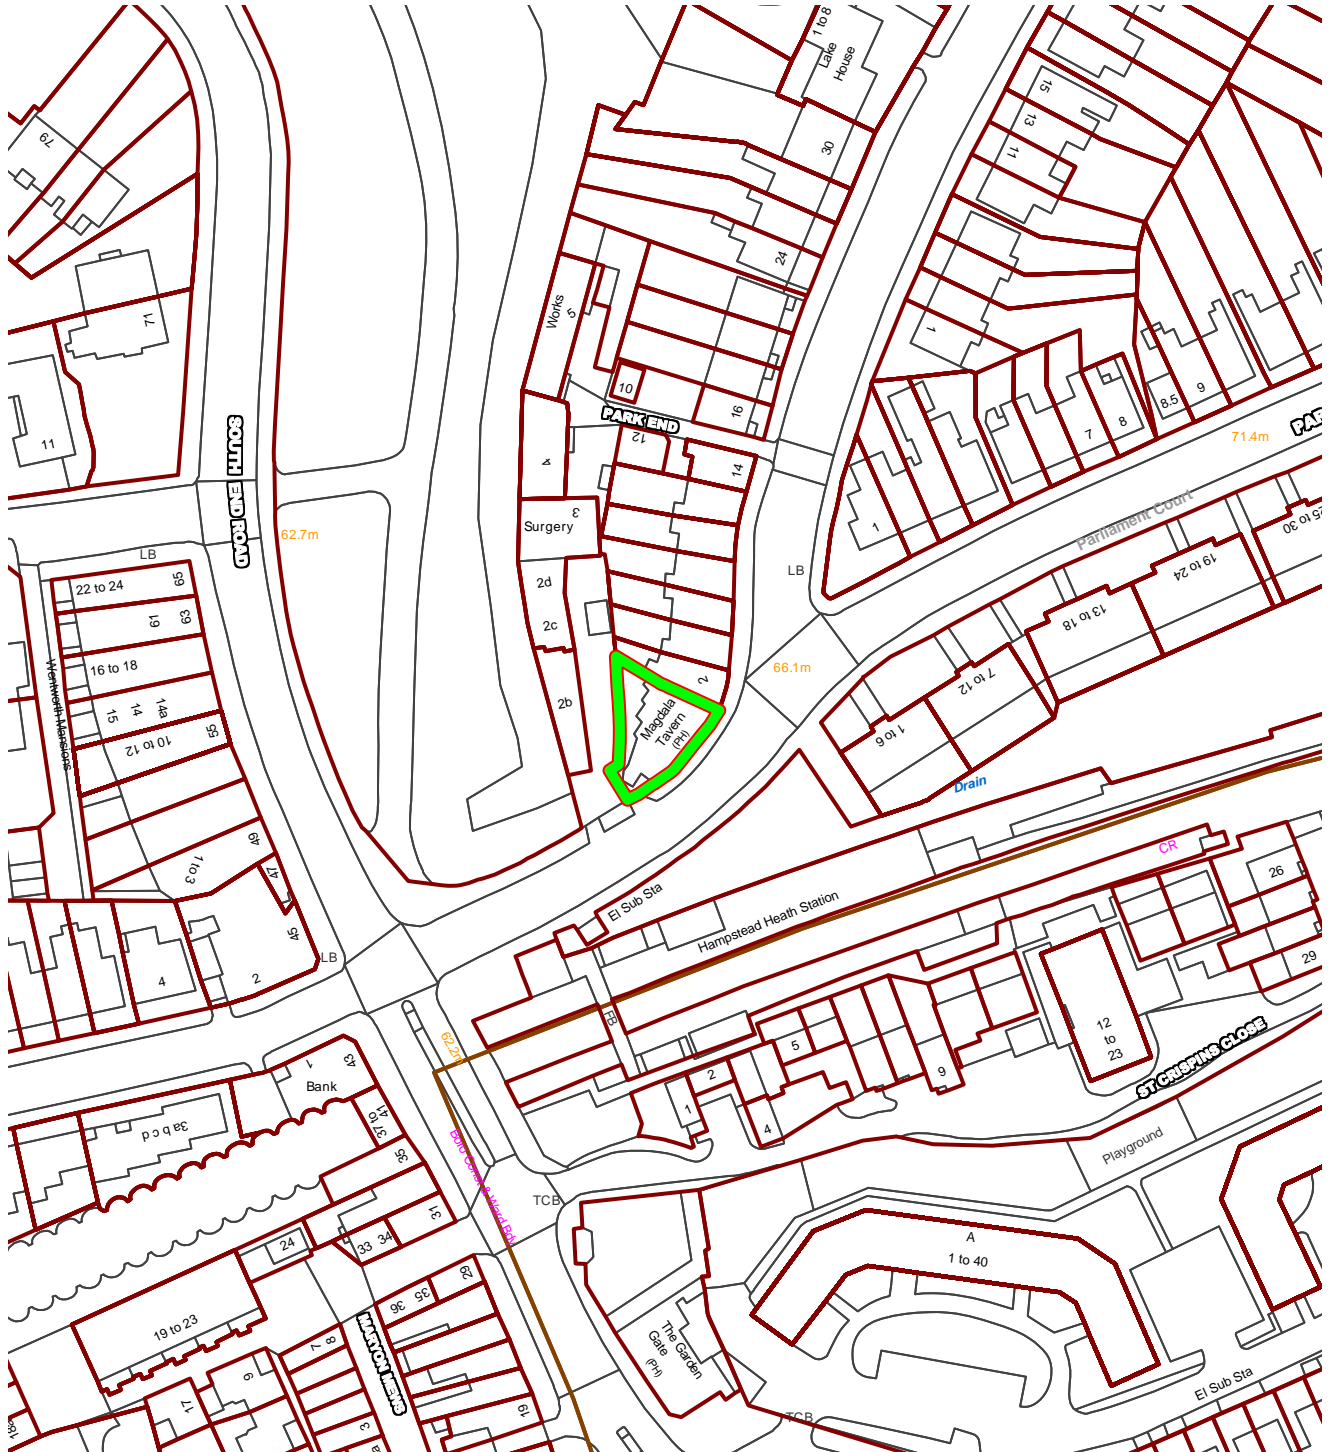 1 to 8
Lake
House
15
13
11
30
24
79
71
11
Works
5
10
PARK END
12
16
14
4
3
Surgery
1
1
7
8
8.5
9
71.4m
SOUTH END ROAD
62.7m
LB
LB
Parliament Court
25 to 30
19 to 24
13 to 18
7 to 12
1 to 6
66.1m
22 to 24
65
61
63
16 to 18
15
14
14a
10 to 12
55
Wentworth Mansions
2d
2c
2b
2
Magdala
Tavern
(PH)
49
1 to 3
47
45
LB
4
2
Drain
CR
El Sub Sta
Hampstead Heath Station
26
29
FB
62.2m
12
to
23
ST CRISPINS CLOSE
5
2
1
4
9
1
43
Bank
41
37 to
3a b c d
35
31
33
34
24
Boro Const & Ward Bdy
TCB
Playground
A
1 to 40
19 to 23
29
35
36
MARYON MEWS
8
7
9
17
3
19
The Garden
Gate
(PH)
El Sub Sta
TCB